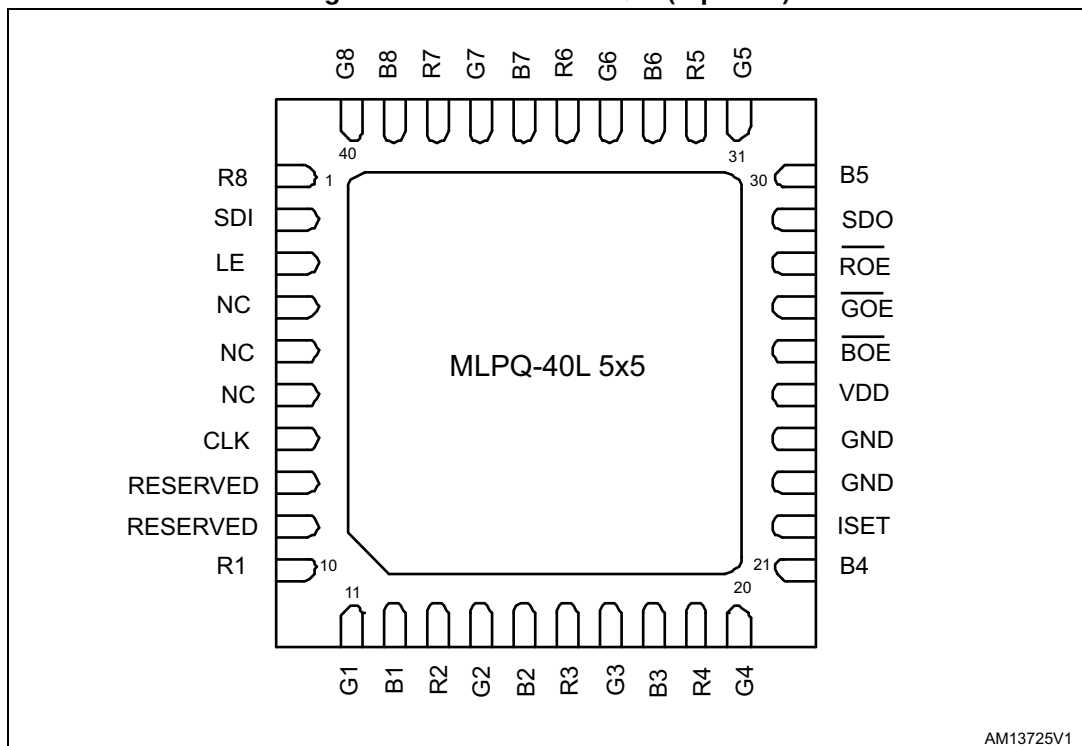 G8 B8 R7 G7 B7 R6 G6 B6 R5 G5
40 31
R8 1 30 B5
SDI SDO
LE ROE
NC GOE
NC BOE
MLPQ-40L 5x5
NC VDD
CLK GND
RESERVED GND
RESERVED ISET
R1 10 21 B4
11 20
G1 B1 R2 G2 B2 R3 G3 B3 R4 G4
AM13725V1